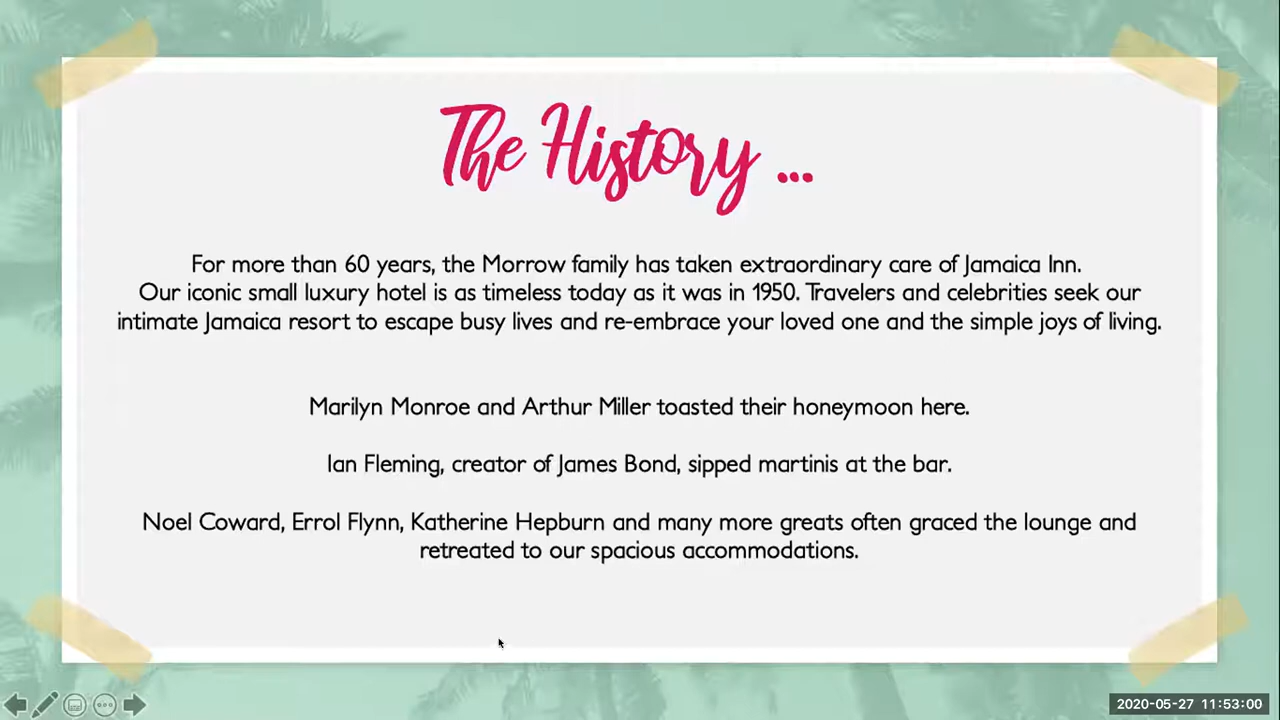 The History ...
For more than 60 years, the Morrow family has taken extraordinary care of Jamaica Inn.
Our iconic small luxury hotel is as timeless today as it was in 1950. Travelers and celebrities seek our
intimate Jamaica resort to escape busy lives and re-embrace your loved one and the simple joys of living.
Marilyn Monroe and Arthur Miller toasted their honeymoon here.
Ian Fleming, creator of James Bond, sipped martinis at the bar.
Noel Coward, Errol Flynn, Katherine Hepburn and many more greats often graced the lounge and
retreated to our spacious accommodations.
2020-05-27 11:53:00